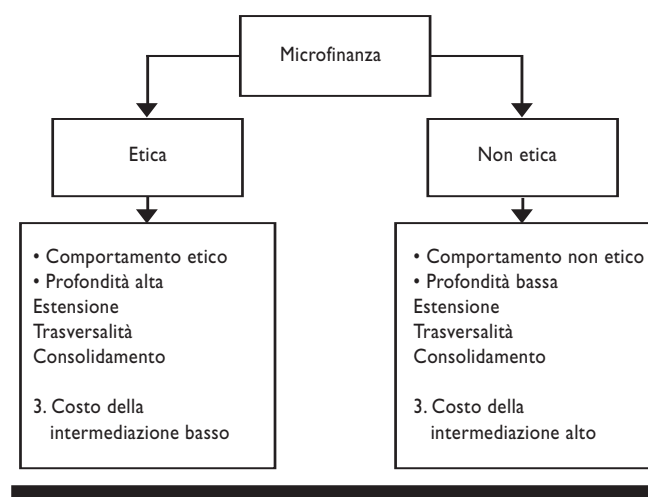 Microfinanza
Etica
Non etica
• Comportamento etico
• Profondità alta
Estensione
Trasversalità
Consolidamento
3. Costo della
intermediazione basso
• Comportamento non etico
• Profondità bassa
Estensione
Trasversalità
Consolidamento
3. Costo della
intermediazione alto